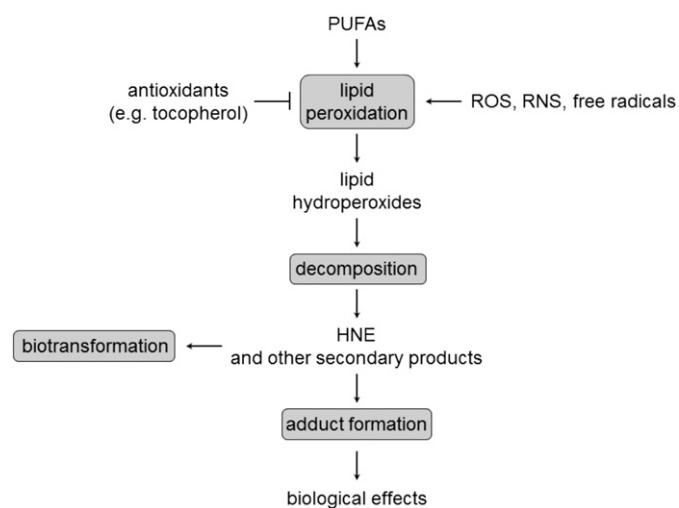 PUFAs
antioxidants
(e.g. tocopherol)
lipid
peroxidation
ROS, RNS, free radicals
lipid
hydroperoxides
decomposition
HNE
and other secondary products
biotransformation
adduct formation
biological effects